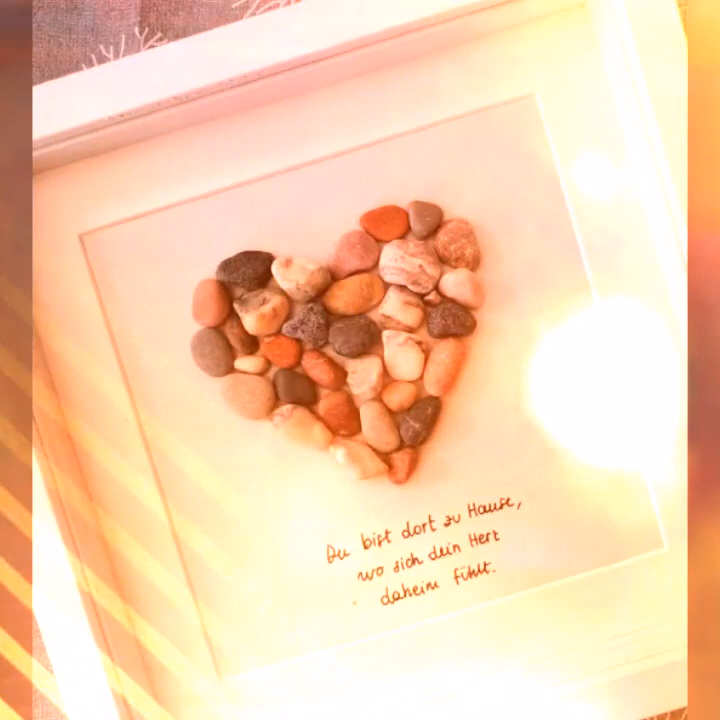 Du bist dort zu Hause,
wo sich dein Herz
daheim fühlt.